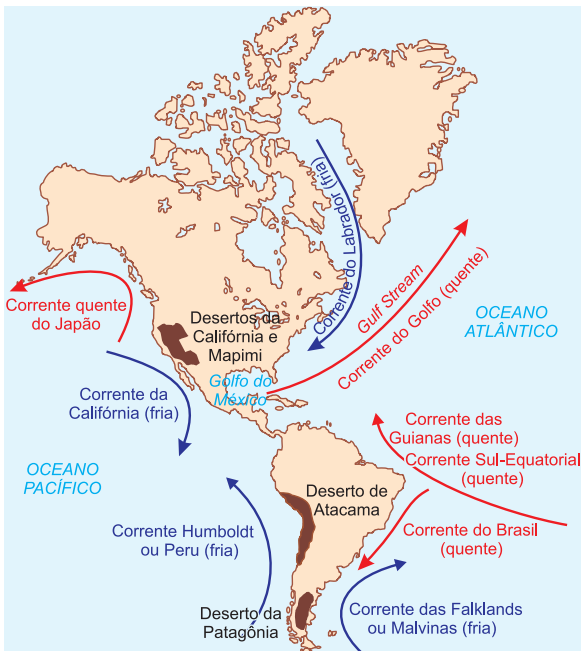 Corrente do Labrador (fria)
Gulf Stream
Corrente do Golfo (quente)
OCEANO
ATLÂNTICO
Corrente quente
do Japão
Desertos da
Califórnia e
Mapimi
Golfo do
México
Corrente da
Califórnia (fria)
OCEANO
PACÍFICO
Corrente das
Guianas (quente)
Corrente Sul-Equatorial
(quente)
Deserto de
Atacama
Corrente Humboldt
ou Peru (fria)
Corrente do Brasil
(quente)
Deserto da
Patagônia
Corrente das Falklands
ou Malvinas (fria)